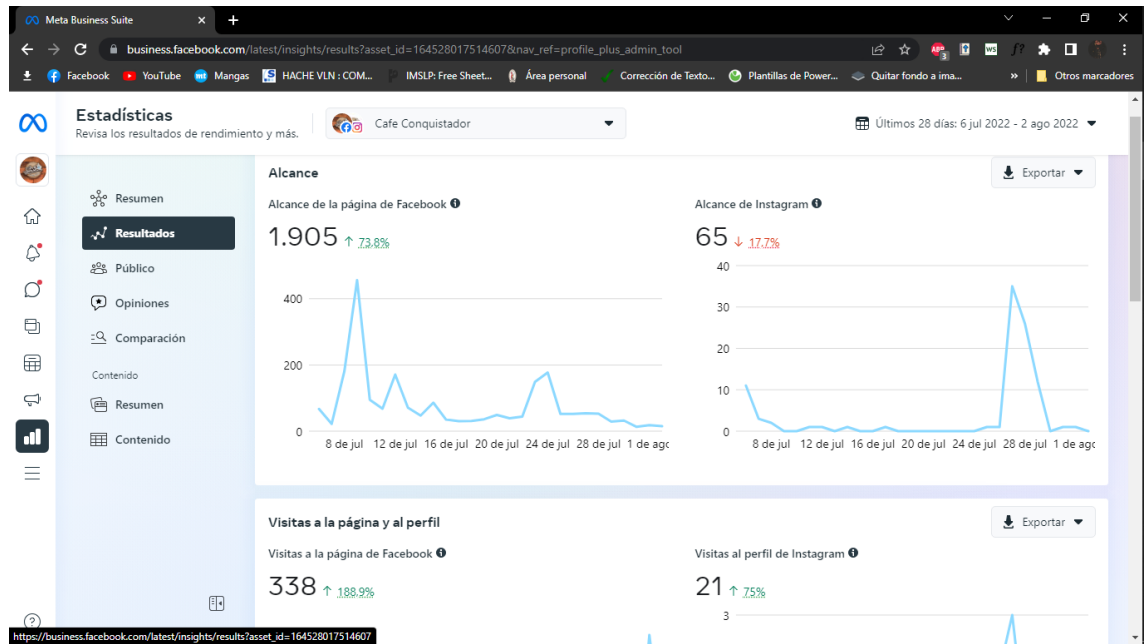 Meta Business Suite
business.facebook.com/latest/insights/results?asset_id=164528017514607&nav_ref=profile_plus_admin_tool
Facebook YouTube Mangas HACHE VLN : COM... IMSLP: Free Sheet... Área personal Corrección de Texto... Plantillas de Power... Quitar fondo a ima... » Otros marcadores
Estadísticas
Revisa los resultados de rendimiento y más.
Cafe Conquistador
Últimos 28 días: 6 jul 2022 - 2 ago 2022
Resumen
Resultados
Público
Opiniones
Comparación
Contenido
Resumen
Contenido
Alcance
Exportar
Alcance de la página de Facebook
1.905 ↑ 73,8%
400
200
0
8 de jul 12 de jul 16 de jul 20 de jul 24 de jul 28 de jul 1 de ago
Alcance de Instagram
65 ↓ 17,7%
40
30
20
10
0
8 de jul 12 de jul 16 de jul 20 de jul 24 de jul 28 de jul 1 de ago
Visitas a la página y al perfil
Exportar
Visitas a la página de Facebook
338 ↑ 188,9%
Visitas al perfil de Instagram
21 ↑ 75%
3
https://business.facebook.com/latest/insights/results?asset_id=164528017514607